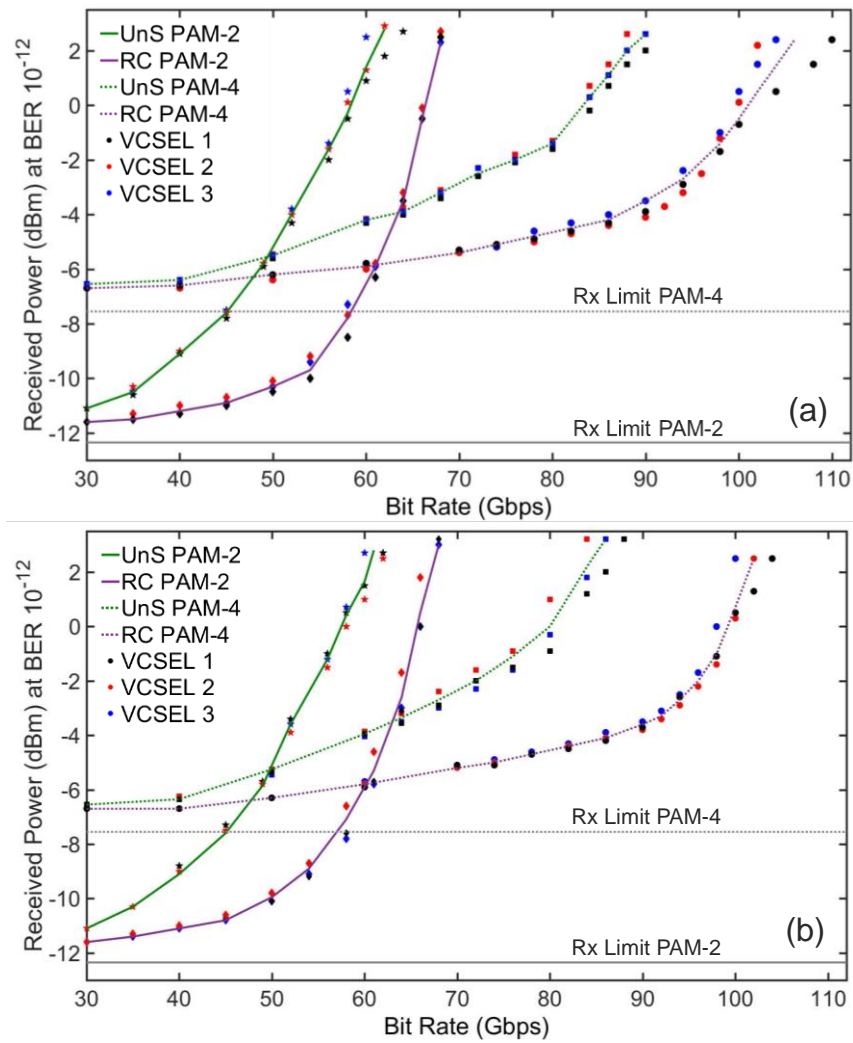 UnS PAM-2
RC PAM-2
UnS PAM-4
RC PAM-4
VCSEL 1
VCSEL 2
VCSEL 3
Received Power (dBm) at BER 10-12
2
0
-2
-4
-6
-8
-10
-12
Rx Limit PAM-4
(a)
Rx Limit PAM-2
30 40 50 60 70 80 90 100 110
Bit Rate (Gbps)
UnS PAM-2
RC PAM-2
UnS PAM-4
RC PAM-4
VCSEL 1
VCSEL 2
VCSEL 3
Received Power (dBm) at BER 10-12
2
0
-2
-4
-6
-8
-10
-12
Rx Limit PAM-4
(b)
Rx Limit PAM-2
30 40 50 60 70 80 90 100 110
Bit Rate (Gbps)